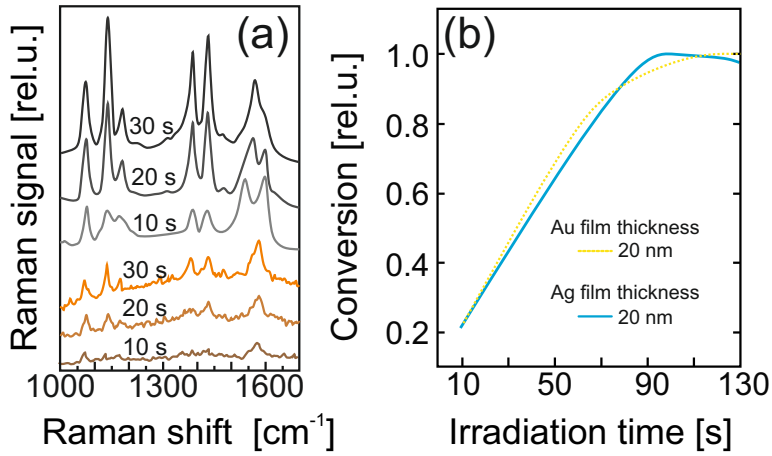 (a)
Raman signal [rel.u.]
30 s
20 s
10 s
30 s
20 s
10 s
1000 1300 1600
Raman shift [cm⁻¹]
(b)
Conversion [rel.u.]
1.0
0.8
0.6
0.4
0.2
Au film thickness
20 nm
Ag film thickness
20 nm
10 50 90 130
Irradiation time [s]